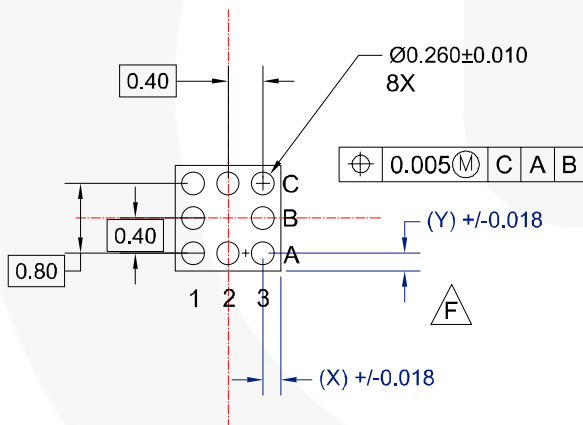 Ø0.260±0.010
8X
0.40
⌖ 0.005Ⓜ C A B
C
B
A
(Y) +/-0.018
0.40
0.80
F
1 2 3
(X) +/-0.018